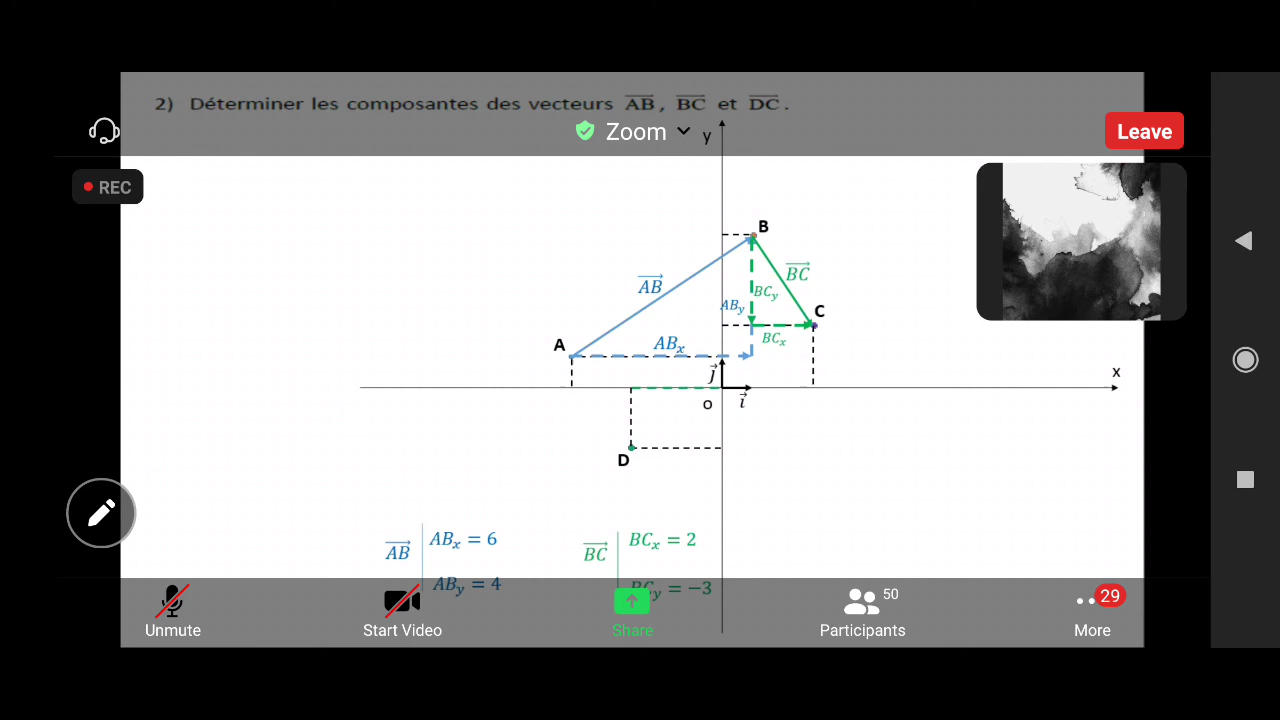 2) Déterminer les composantes des vecteurs AB⃗, BC⃗ et DC⃗.
Zoom
y
Leave
REC
B
AB⃗
BC⃗
BCy
ABy
C
A
ABx
BCx
j⃗
x
o
i⃗
D
AB⃗ | ABx = 6
ABy = 4
BC⃗ | BCx = 2
BCy = −3
50
29
Unmute
Start Video
Share
Participants
More